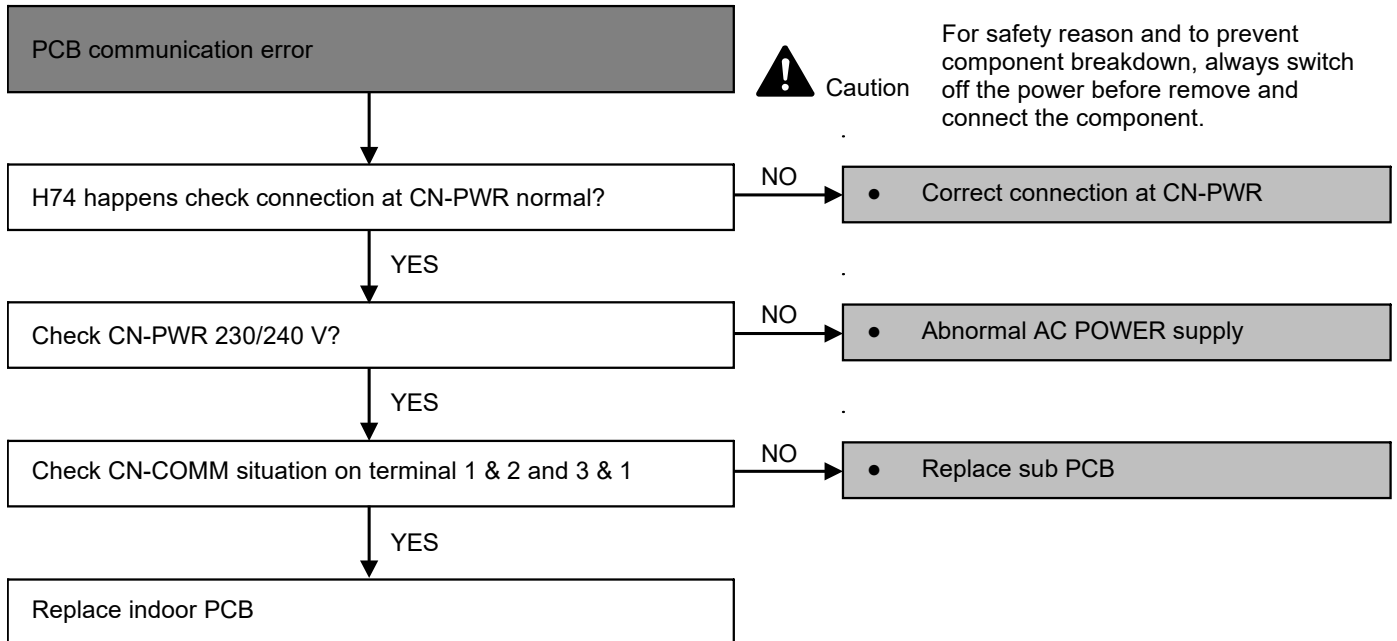 PCB communication error
Caution
For safety reason and to prevent
component breakdown, always switch
off the power before remove and
connect the component.
H74 happens check connection at CN-PWR normal?
NO
● Correct connection at CN-PWR
YES
Check CN-PWR 230/240 V?
NO
● Abnormal AC POWER supply
YES
Check CN-COMM situation on terminal 1 & 2 and 3 & 1
NO
● Replace sub PCB
YES
Replace indoor PCB